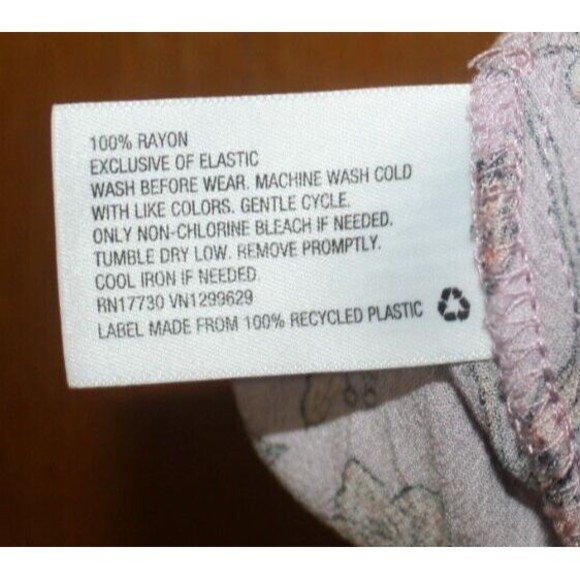 100% RAYON
EXCLUSIVE OF ELASTIC
WASH BEFORE WEAR. MACHINE WASH COLD
WITH LIKE COLORS. GENTLE CYCLE.
ONLY NON-CHLORINE BLEACH IF NEEDED.
TUMBLE DRY LOW. REMOVE PROMPTLY.
COOL IRON IF NEEDED.
RN17730 VN1299629
LABEL MADE FROM 100% RECYCLED PLASTIC